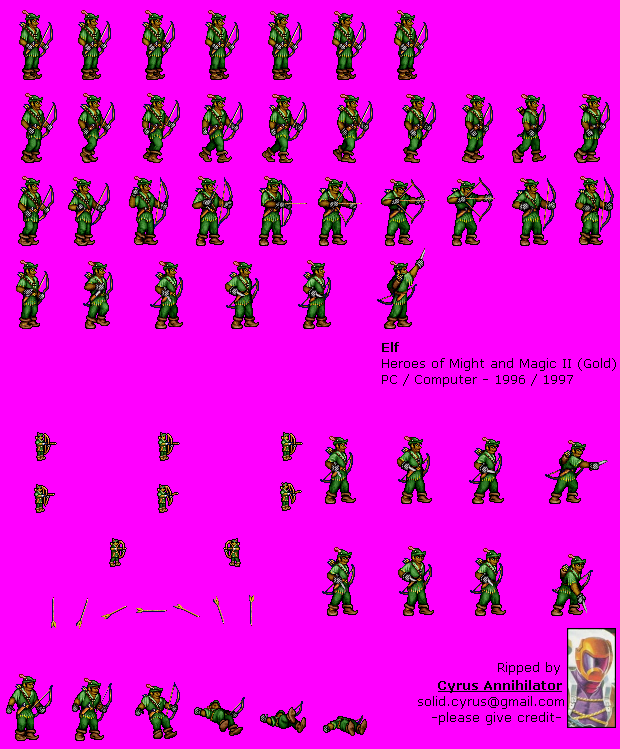 Elf
Heroes of Might and Magic II (Gold)
PC / Computer - 1996 / 1997
Ripped by
Cyrus Annihilator
solid.cyrus@gmail.com
-please give credit-